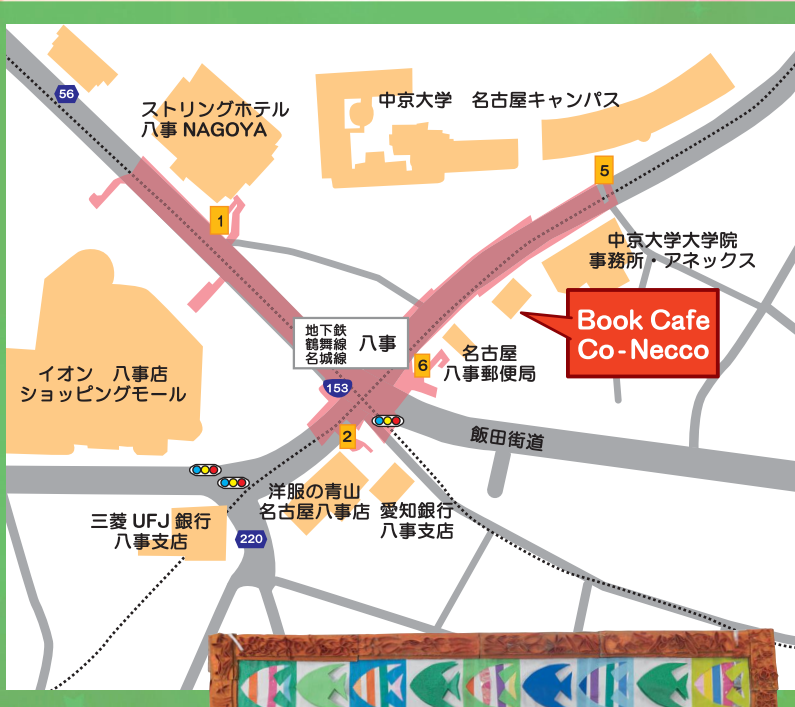 56
ストリングホテル
八事 NAGOYA
中京大学　名古屋キャンパス
5
1
中京大学大学院
事務所・アネックス
Book Cafe
Co-Necco
地下鉄
鶴舞線
名城線
八事
名古屋
八事郵便局
6
イオン　八事店
ショッピングモール
153
2
飯田街道
洋服の青山
名古屋八事店
愛知銀行
八事支店
三菱 UFJ 銀行
八事支店
220